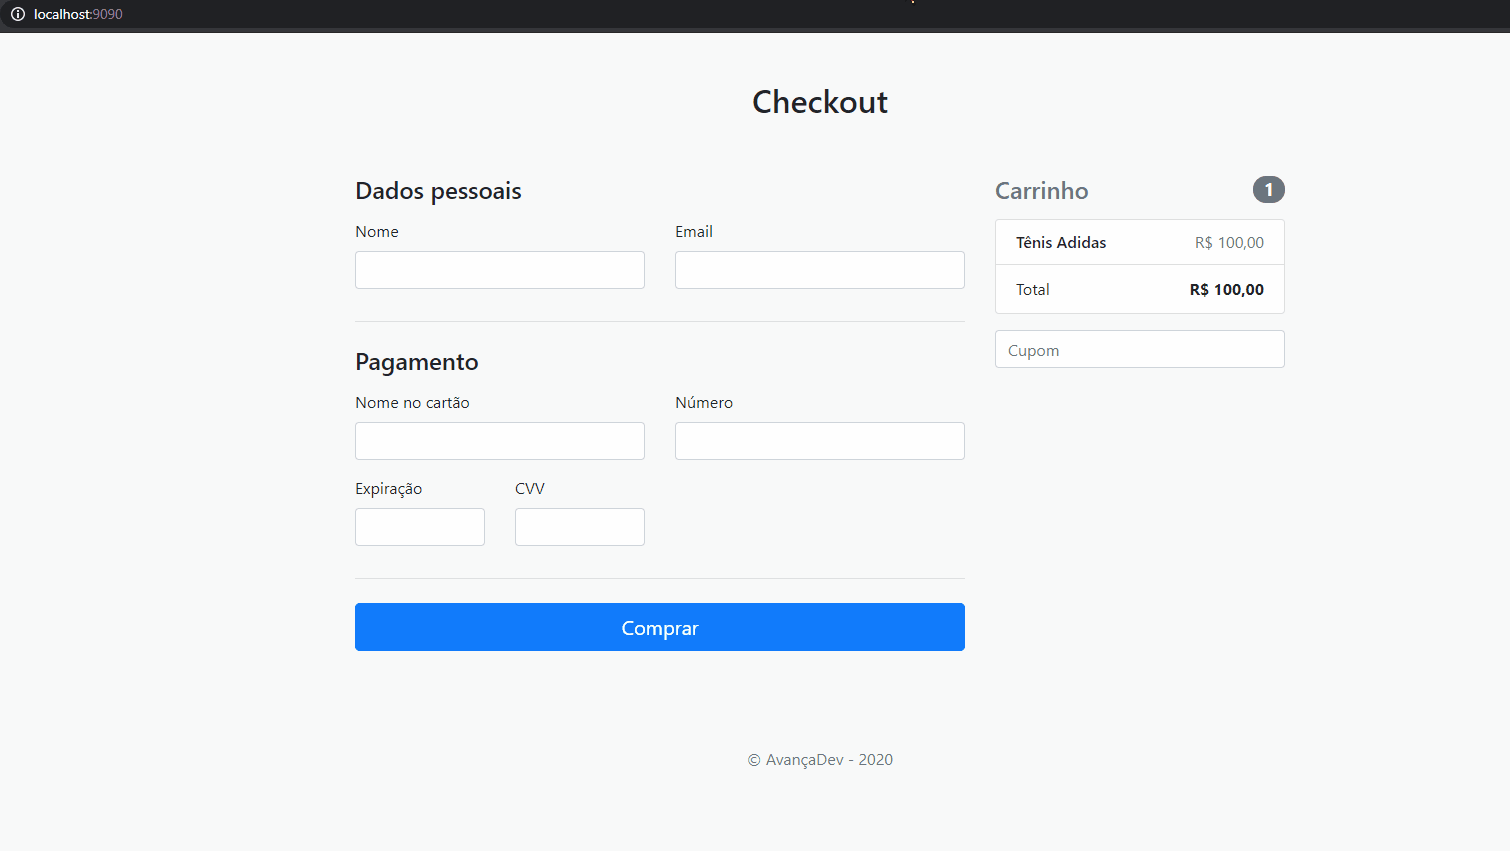 localhost:9090
Checkout
Dados pessoais
Nome
Email
Pagamento
Nome no cartão
Número
Expiração
CVV
Comprar
Carrinho
1
Tênis Adidas
R$ 100,00
Total
R$ 100,00
Cupom
© AvançaDev - 2020